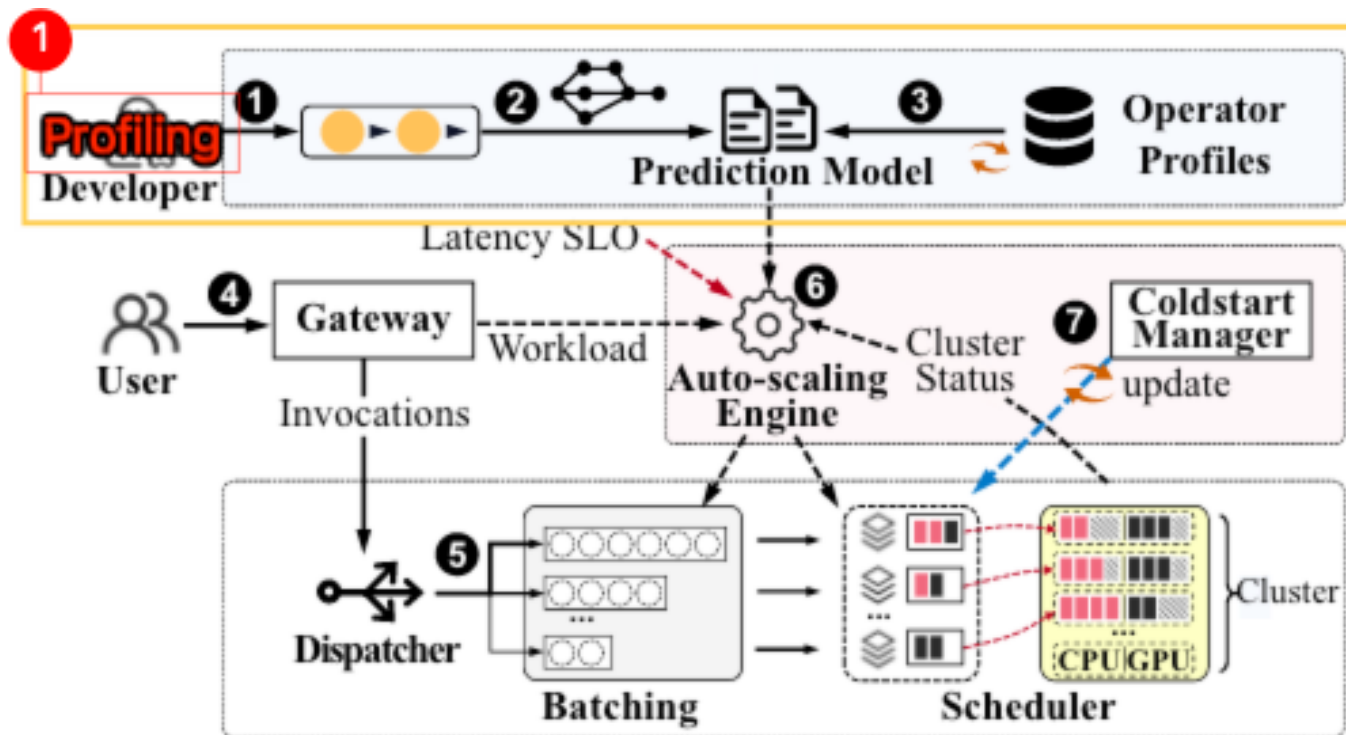 1
Profiling
Developer
1
2
3
Prediction Model
Operator
Profiles
Latency SLO
4
User
Gateway
Workload
Invocations
6
Auto-scaling
Engine
Cluster
Status
7
Coldstart
Manager
update
5
Dispatcher
...
Batching
...
Scheduler
...
CPU GPU
Cluster